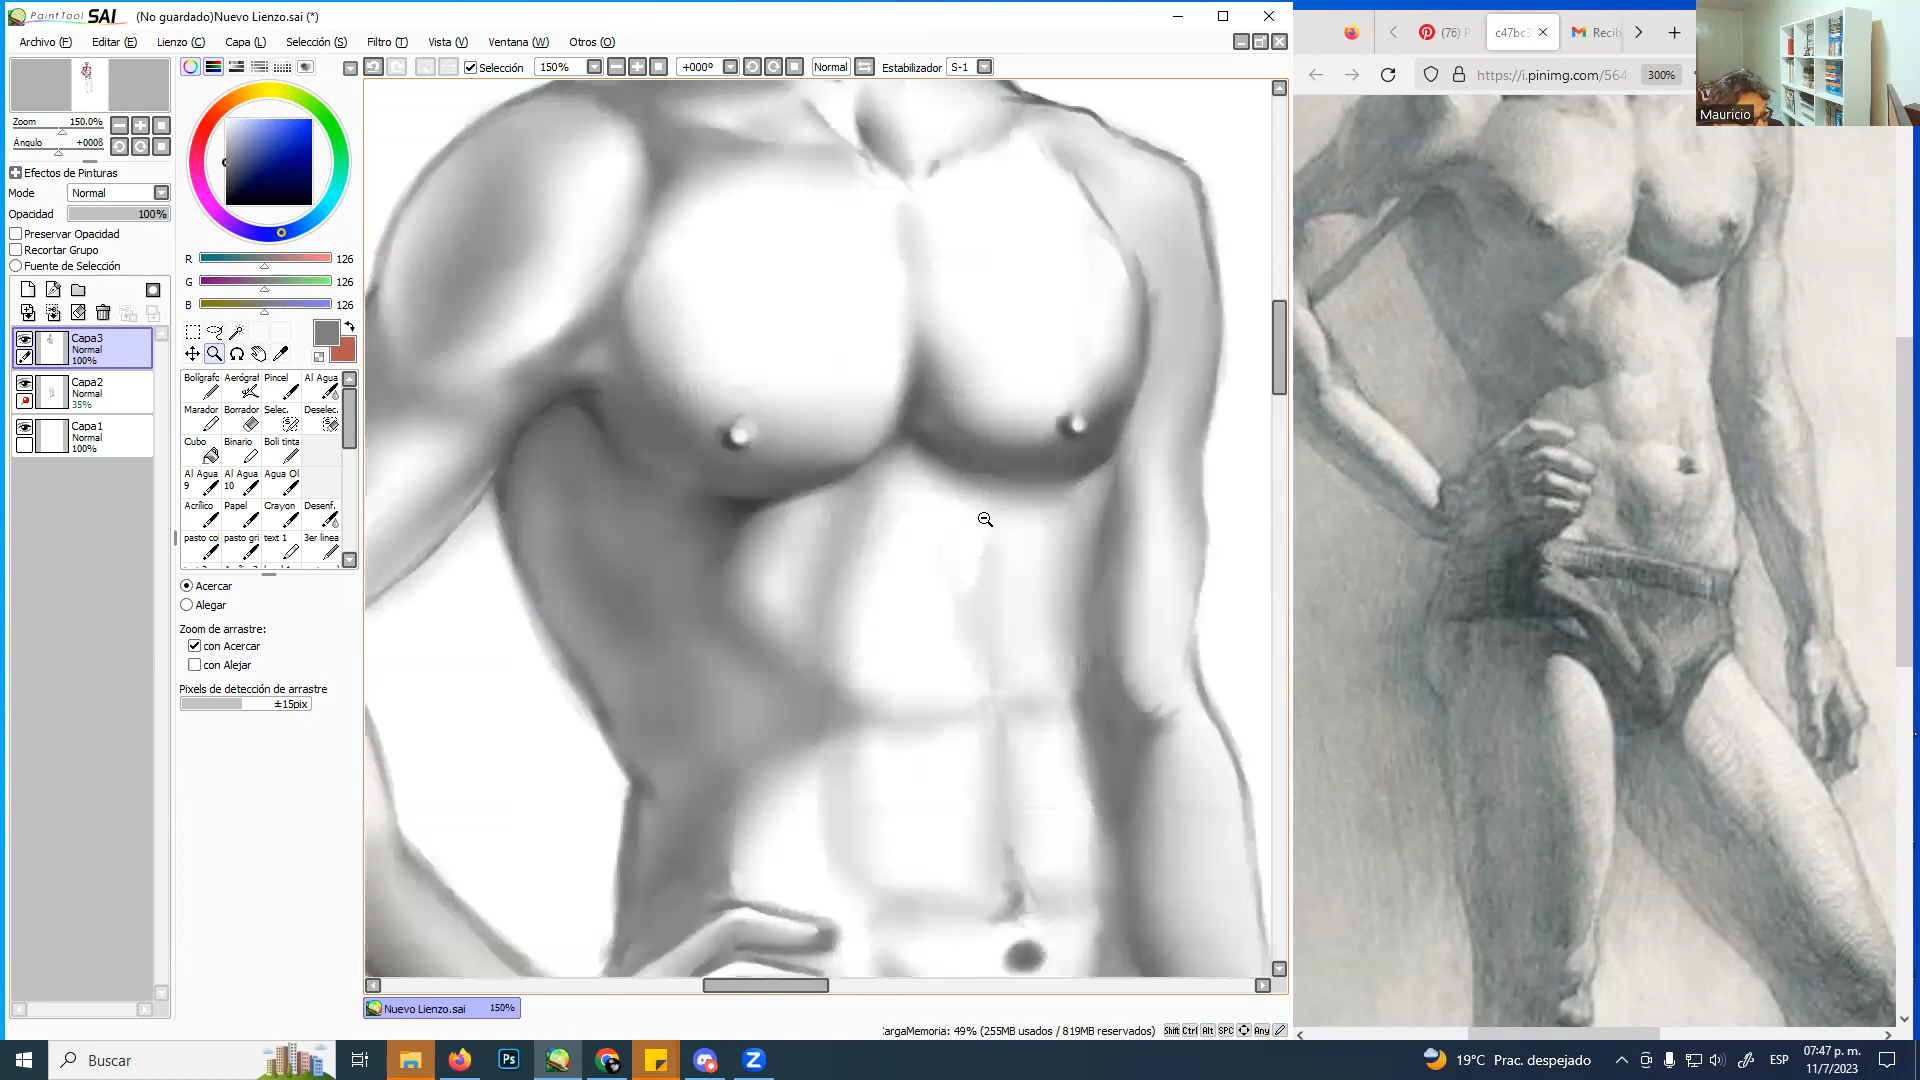 PaintTool SAI (No guardado)Nuevo Lienzo.sai (*)
Archivo (F) Editar (E) Lienzo (C) Capa (L) Selección (S) Filtro (T) Vista (V) Ventana (W) Otros (O)
Selección 150% +000º Normal Estabilizador S-1
(76) P c47bc3 Recib
https://i.pinimg.com/564 300%
Mauricio
Zoom 150.0%
Ángulo +000ß
Efectos de Pinturas
Mode Normal
Opacidad 100%
Preservar Opacidad
Recortar Grupo
Fuente de Selección
Capa3
Normal
100%
Capa2
Normal
35%
Capa1
Normal
100%
R 126
G 126
B 126
Bolígrafo Aerógraf Pincel Al Agua
Marador Borrador Selec. Deselec.
Cubo Binario Boli tinta
Al Agua 9 Al Agua 10 Agua Ol
Acrílico Papel Crayon Desenf.
pasto co pasto gri text 1 3er linea
Acercar
Alegar
Zoom de arrastre:
con Acercar
con Alejar
Pixels de detección de arrastre
±15pix
Nuevo Lienzo.sai 150%
:argaMemoria: 49% (255MB usados / 819MB reservados) Shift Ctrl Alt SPC Any
Buscar
Ps
19°C Prac. despejado ESP 07:47 p. m.
11/7/2023